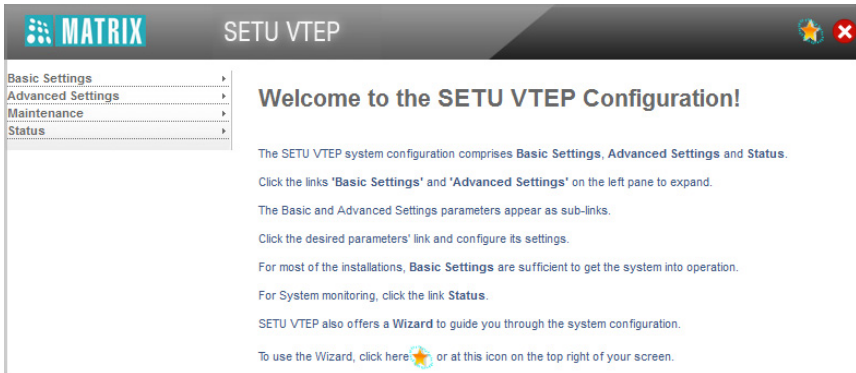 MATRIX SETU VTEP
Basic Settings
Advanced Settings
Maintenance
Status
Welcome to the SETU VTEP Configuration!
The SETU VTEP system configuration comprises Basic Settings, Advanced Settings and Status.
Click the links 'Basic Settings' and 'Advanced Settings' on the left pane to expand.
The Basic and Advanced Settings parameters appear as sub-links.
Click the desired parameters' link and configure its settings.
For most of the installations, Basic Settings are sufficient to get the system into operation.
For System monitoring, click the link Status.
SETU VTEP also offers a Wizard to guide you through the system configuration.
To use the Wizard, click here or at this icon on the top right of your screen.